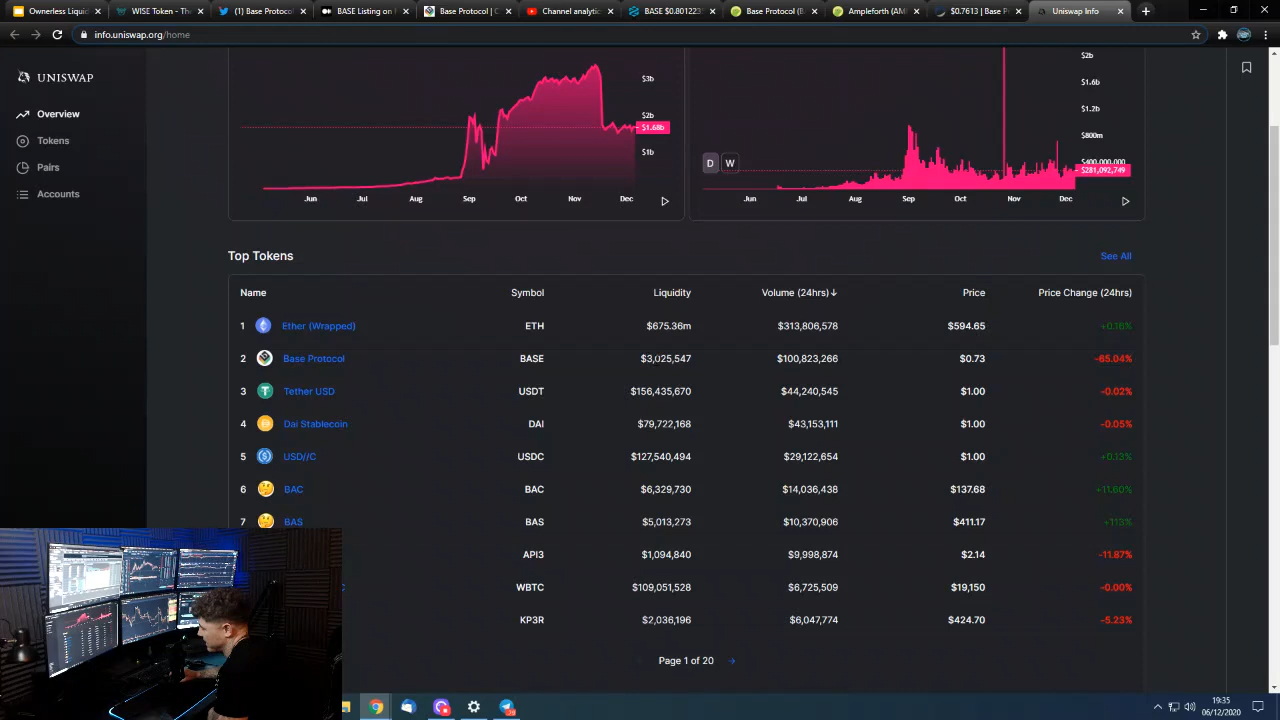 Ownerless Liquid
WISE Token - The
(1) Base Protoc
BASE Listing on
Base Protocol | C
Channel analytic
BASE $0.801223
Base Protocol (B
Ampleforth (AM
$0.7613 | Base P
Uniswap Info
info.uniswap.org/home
UNISWAP
Overview
Tokens
Pairs
Accounts
$3b
$2b
$1.68b
$1b
Jun Jul Aug Sep Oct Nov Dec
$2b
$1.6b
$1.2b
$800m
$400,000,000
$281,092,749
D W
Jun Jul Aug Sep Oct Nov Dec
Top Tokens
See All
Name Symbol Liquidity Volume (24hrs)↓ Price Price Change (24hrs)
1 Ether (Wrapped) ETH $675.36m $313,806,578 $594.65 +0.16%
2 Base Protocol BASE $3,025,547 $100,823,266 $0.73 -65.04%
3 Tether USD USDT $156,435,670 $44,240,545 $1.00 -0.02%
4 Dai Stablecoin DAI $79,722,168 $43,153,111 $1.00 -0.05%
5 USD//C USDC $127,540,494 $29,122,654 $1.00 +0.13%
6 BAC BAC $6,329,730 $14,036,438 $137.68 +11.60%
7 BAS BAS $5,013,273 $10,370,906 $411.17 +113%
API3 $1,094,840 $9,998,874 $2.14 -11.87%
WBTC $109,051,528 $6,725,509 $19,150 -0.00%
KP3R $2,036,196 $6,047,774 $424.70 -5.23%
Page 1 of 20 →
19:35
06/12/2020